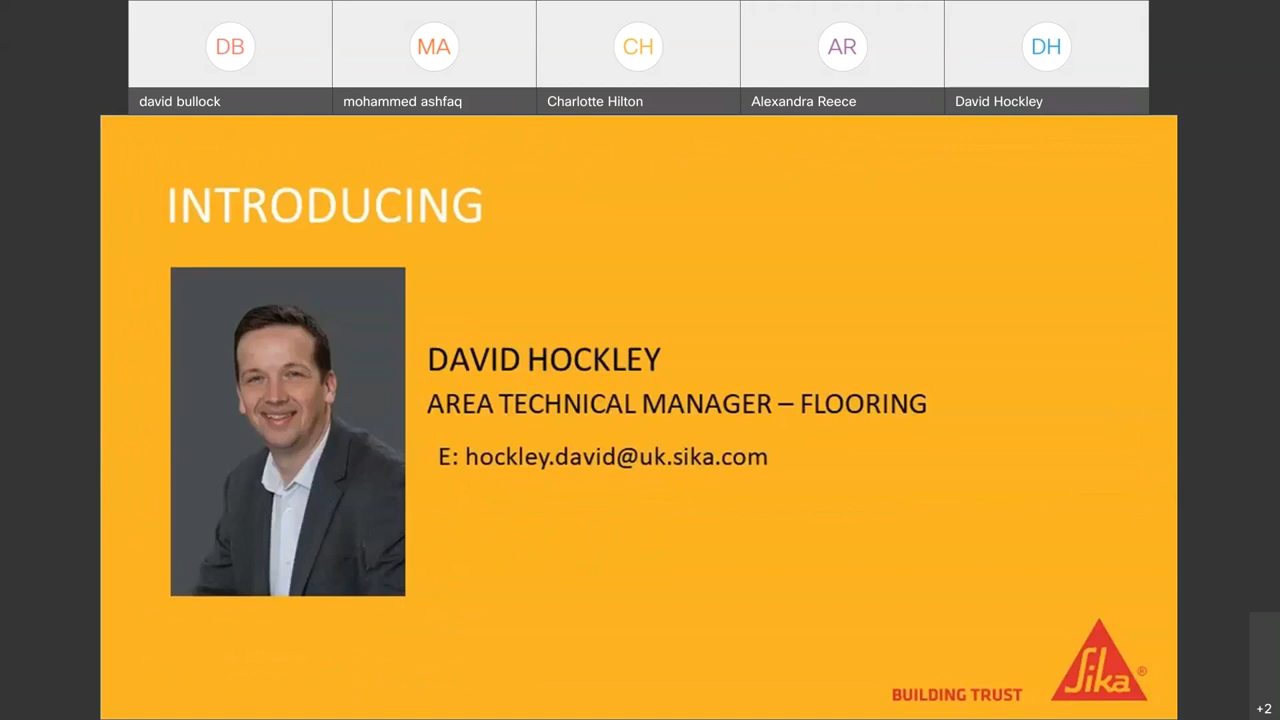 DB
MA
CH
AR
DH
david bullock
mohammed ashfaq
Charlotte Hilton
Alexandra Reece
David Hockley
INTRODUCING
DAVID HOCKLEY
AREA TECHNICAL MANAGER – FLOORING
E: hockley.david@uk.sika.com
BUILDING TRUST
Sika®
+2